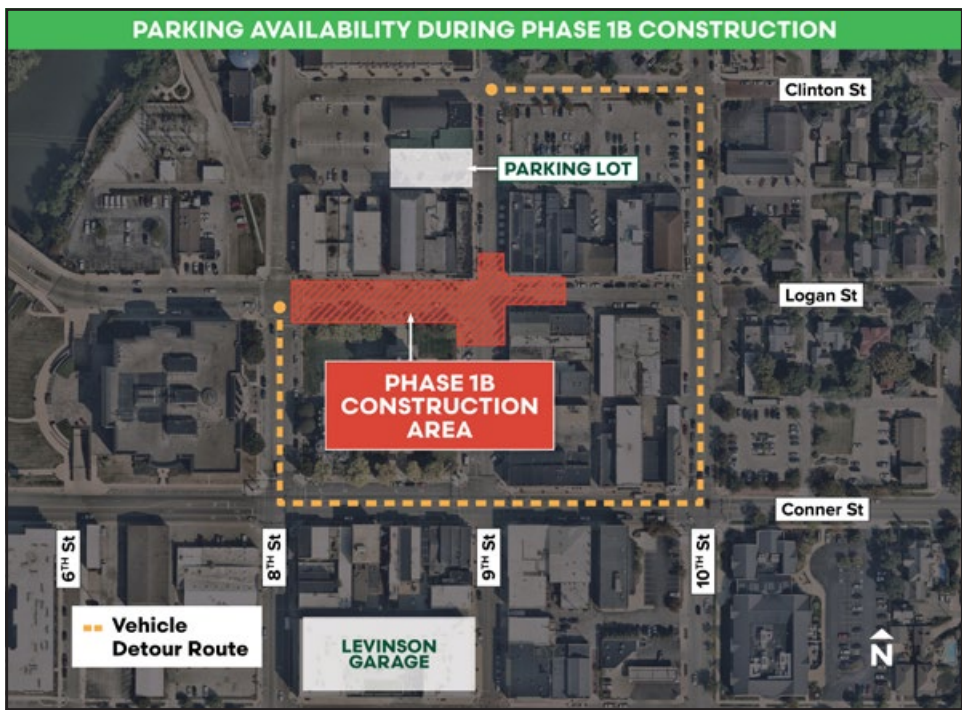 PARKING AVAILABILITY DURING PHASE 1B CONSTRUCTION
Clinton St
PARKING LOT
Logan St
PHASE 1B
CONSTRUCTION
AREA
Conner St
6TH St
8TH St
9TH St
10TH St
Vehicle
Detour Route
LEVINSON
GARAGE
N